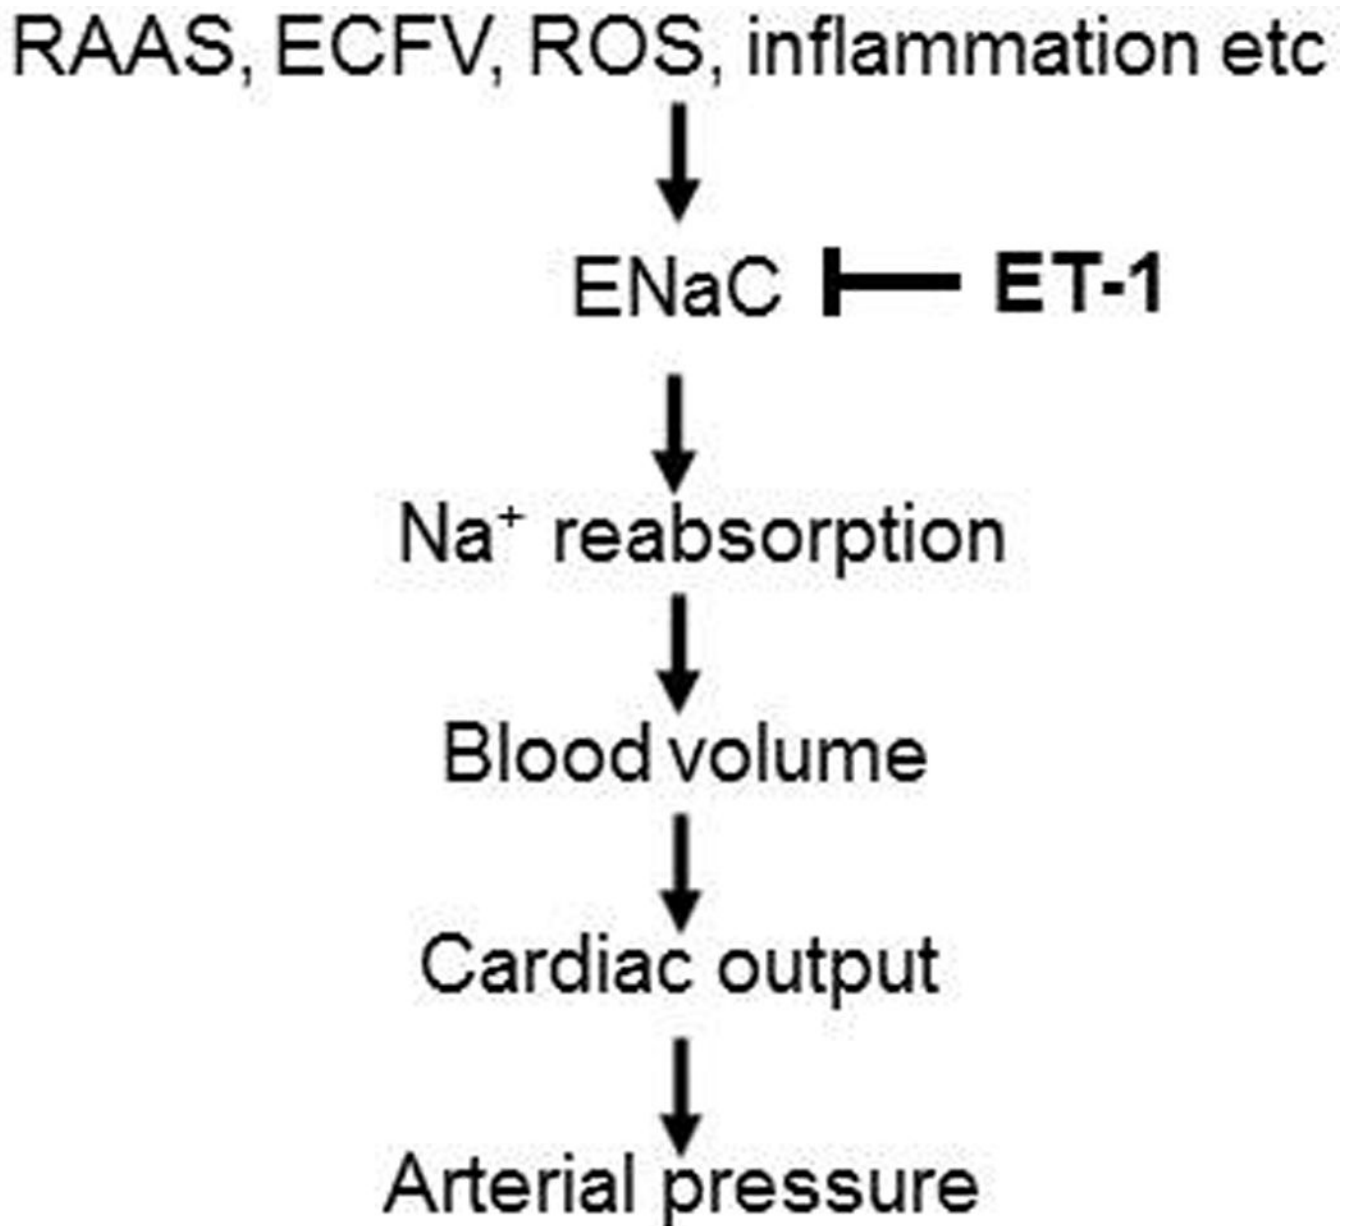 RAAS, ECFV, ROS, inflammation etc
ENaC ET-1
Na⁺ reabsorption
Blood volume
Cardiac output
Arterial pressure